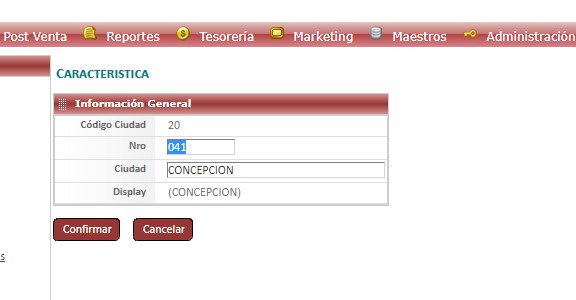 Post Venta Reportes Tesorería Marketing Maestros Administración
CARACTERISTICA
Información General
Código Ciudad 20
Nro 041
Ciudad CONCEPCION
Display (CONCEPCION)
Confirmar Cancelar
s